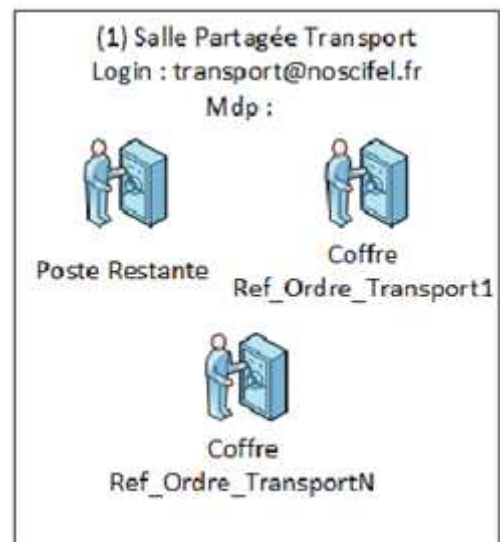 (1) Salle Partagée Transport
Login : transport@noscifel.fr
Mdp :
Poste Restante
Coffre
Ref_Ordre_Transport1
Coffre
Ref_Ordre_TransportN